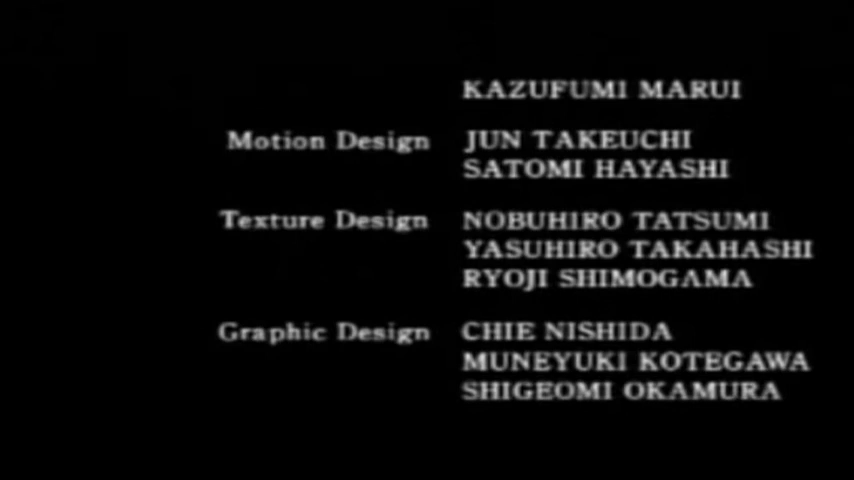 KAZUFUMI MARUI
Motion Design JUN TAKEUCHI
SATOMI HAYASHI
Texture Design NOBUHIRO TATSUMI
YASUHIRO TAKAHASHI
RYOJI SHIMOGAMA
Graphic Design CHIE NISHIDA
MUNEYUKI KOTEGAWA
SHIGEOMI OKAMURA